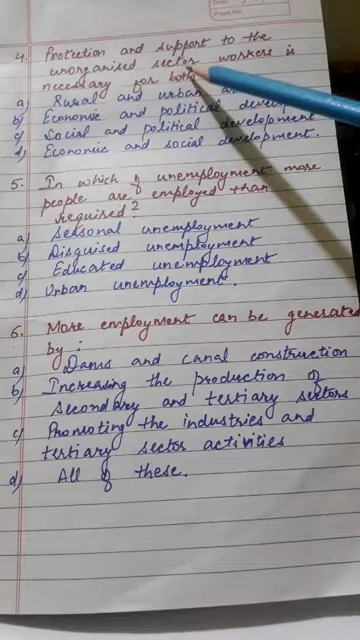 4. Protection and support to the
unorganised sector workers is
necessary for both
a) Rural and urban
b) Economic and political
c) Social and political development
d) Economic and social development.
5. In which of unemployment more
people are employed than
required?
a) Seasonal unemployment
b) Disguised unemployment
c) Educated unemployment
d) Urban unemployment.
6. More employment can be generated
by:
a) Dams and canal construction
b) Increasing the production of
secondary and tertiary sectors
c) Promoting the industries and
tertiary sector activities
d) All of these.